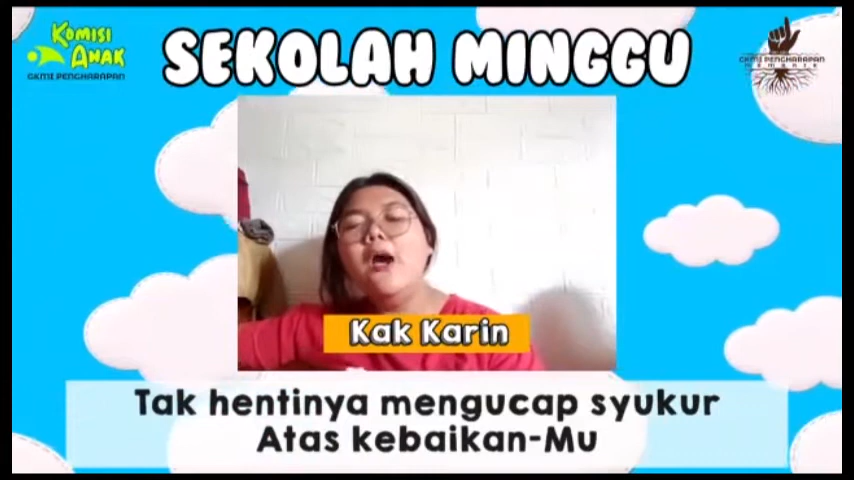 KOMISI
ANAK
GKMI PENGHARAPAN
SEKOLAH MINGGU
GKMI PENGHARAPAN
Kak Karin
Tak hentinya mengucap syukur
Atas kebaikan-Mu